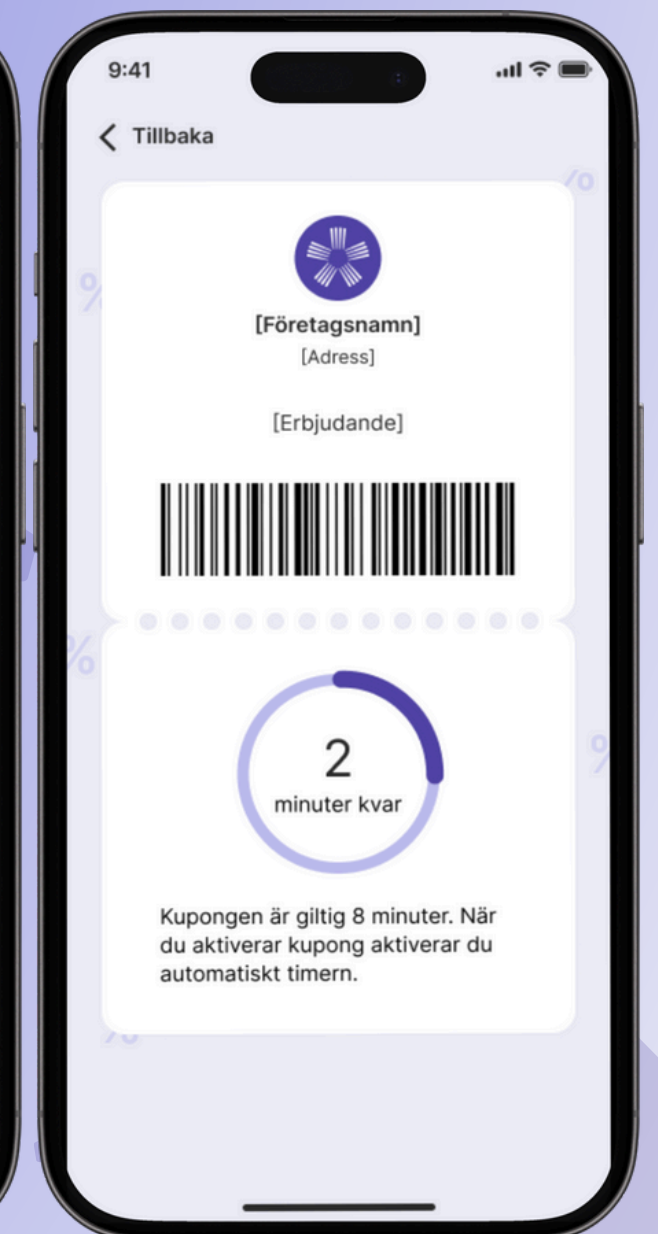 9:41
Tillbaka
%
%
[Företagsnamn]
[Adress]
[Erbjudande]
%
%
2
minuter kvar
Kupongen är giltig 8 minuter. När
du aktiverar kupong aktiverar du
automatiskt timern.
%